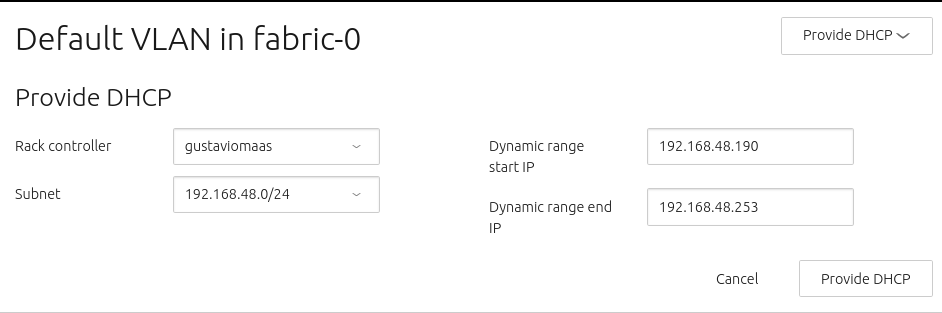 Default VLAN in fabric-0
Provide DHCP
Provide DHCP
Rack controller
gustaviomaas
Dynamic range
start IP
192.168.48.190
Subnet
192.168.48.0/24
Dynamic range end
IP
192.168.48.253
Cancel
Provide DHCP